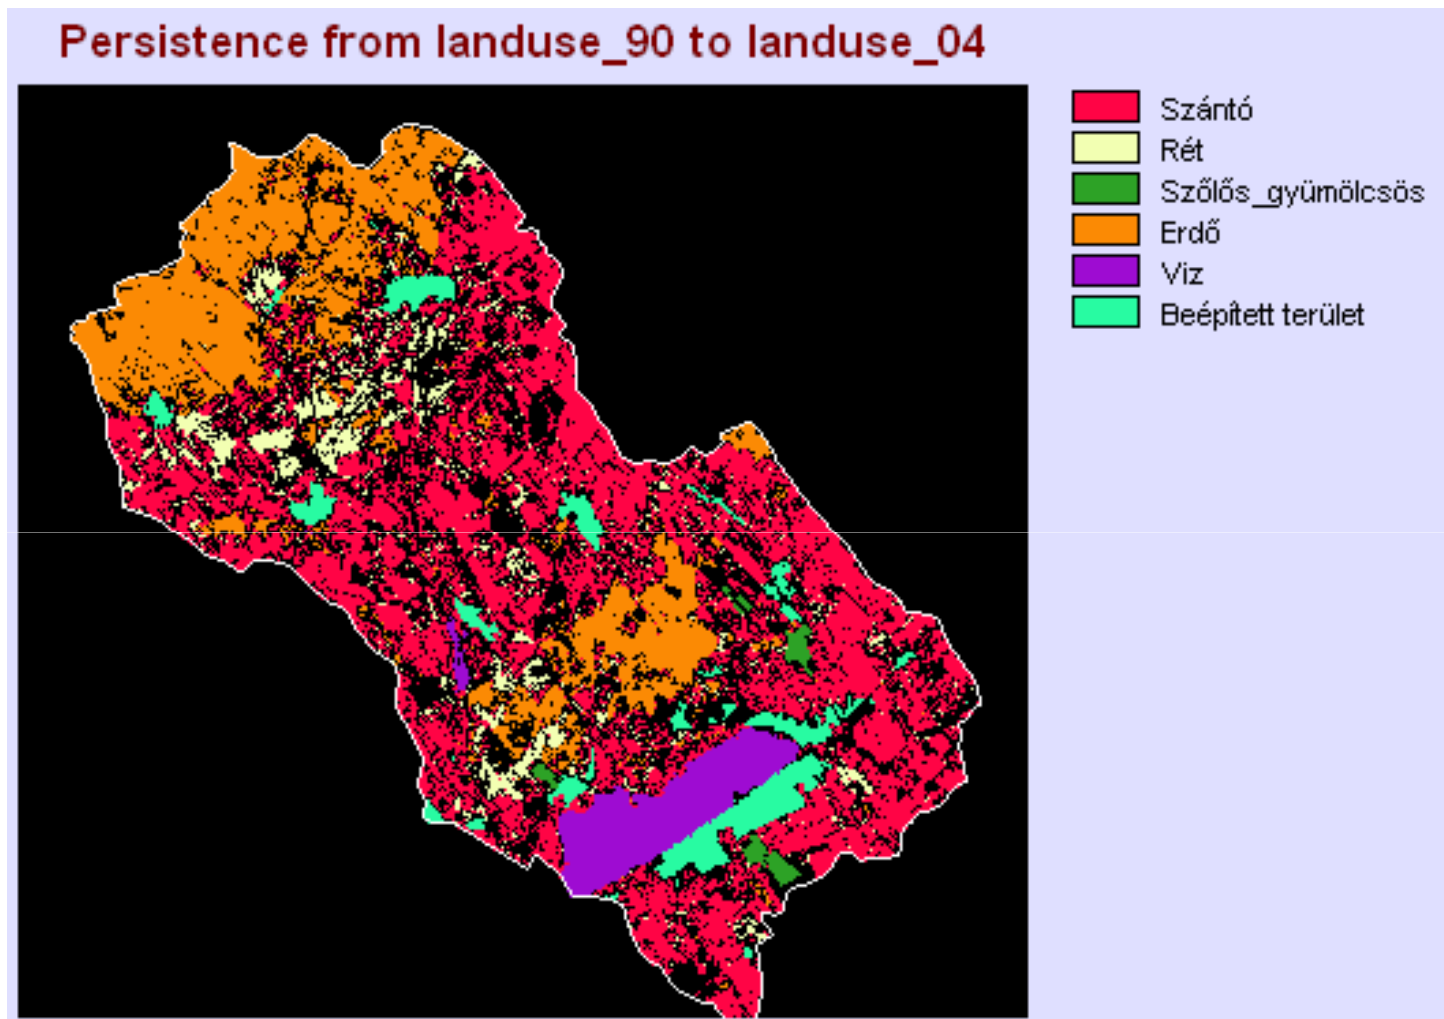 Persistence from landuse_90 to landuse_04
Szántó
Rét
Szőlős_gyümölcsös
Erdő
Viz
Beépített terület